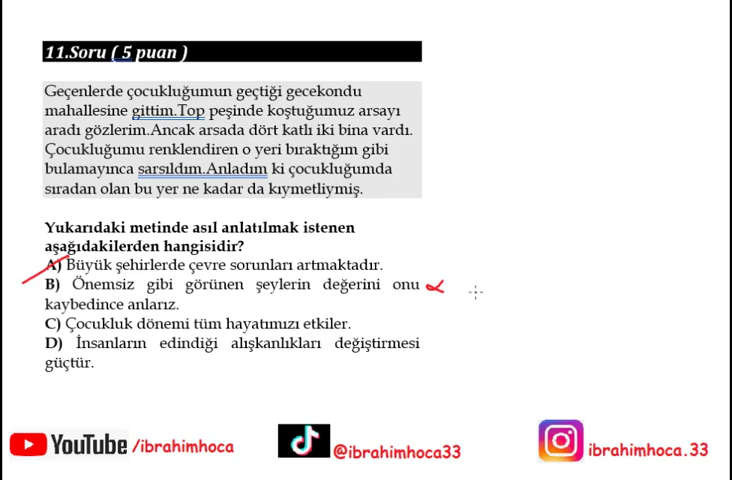 11.Soru ( 5 puan )
Geçenlerde çocukluğumun geçtiği gecekondu
mahallesine gittim.Top peşinde koştuğumuz arsayı
aradı gözlerim.Ancak arsada dört katlı iki bina vardı.
Çocukluğumu renklendiren o yeri bıraktığım gibi
bulamayınca sarsıldım.Anladım ki çocukluğumda
sıradan olan bu yer ne kadar da kıymetliymiş.
Yukarıdaki metinde asıl anlatılmak istenen
aşağıdakilerden hangisidir?
A) Büyük şehirlerde çevre sorunları artmaktadır.
B) Önemsiz gibi görünen şeylerin değerini onu
kaybedince anlarız.
C) Çocukluk dönemi tüm hayatımızı etkiler.
D) İnsanların edindiği alışkanlıkları değiştirmesi
güçtür.
YouTube /ibrahimhoca
@ibrahimhoca33
ibrahimhoca.33